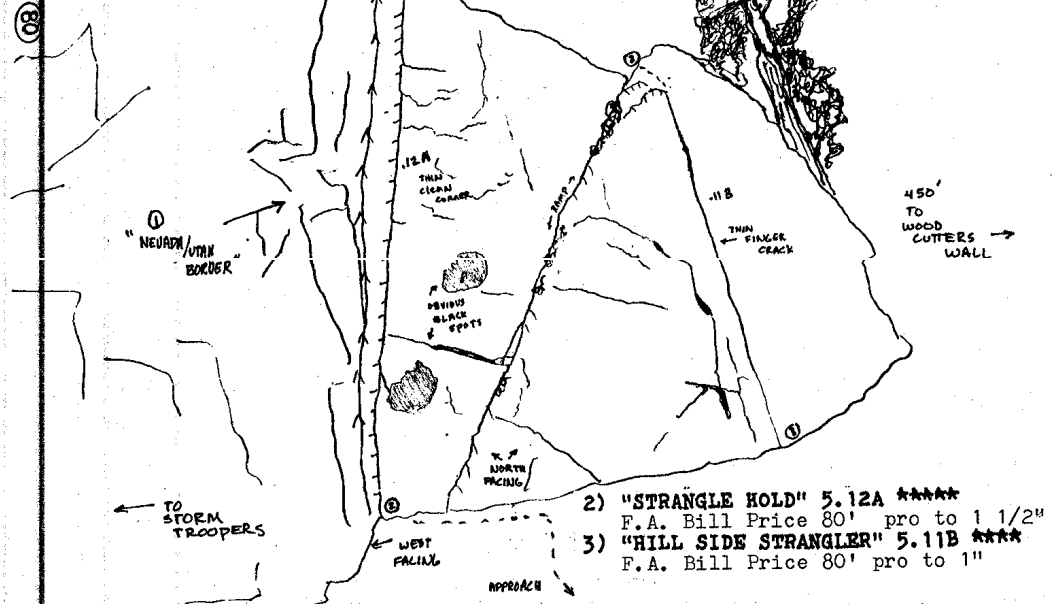 80
①
"NEVADA/UTAH
BORDER"
.12A
THIN
CLEAN
CORNER
OBVIOUS
BLACK
SPOTS
← RAMP →
③
.11B
THIN
← FINGER
CRACK
450'
TO
WOOD
CUTTERS →
WALL
③
NORTH
FACING
②
← TO
STORM
TROOPERS
← WEST
FACING
APPROACH
2) "STRANGLE HOLD" 5.12A *****
F.A. Bill Price 80' pro to 1 1/2"
3) "HILL SIDE STRANGLER" 5.11B ****
F.A. Bill Price 80' pro to 1"